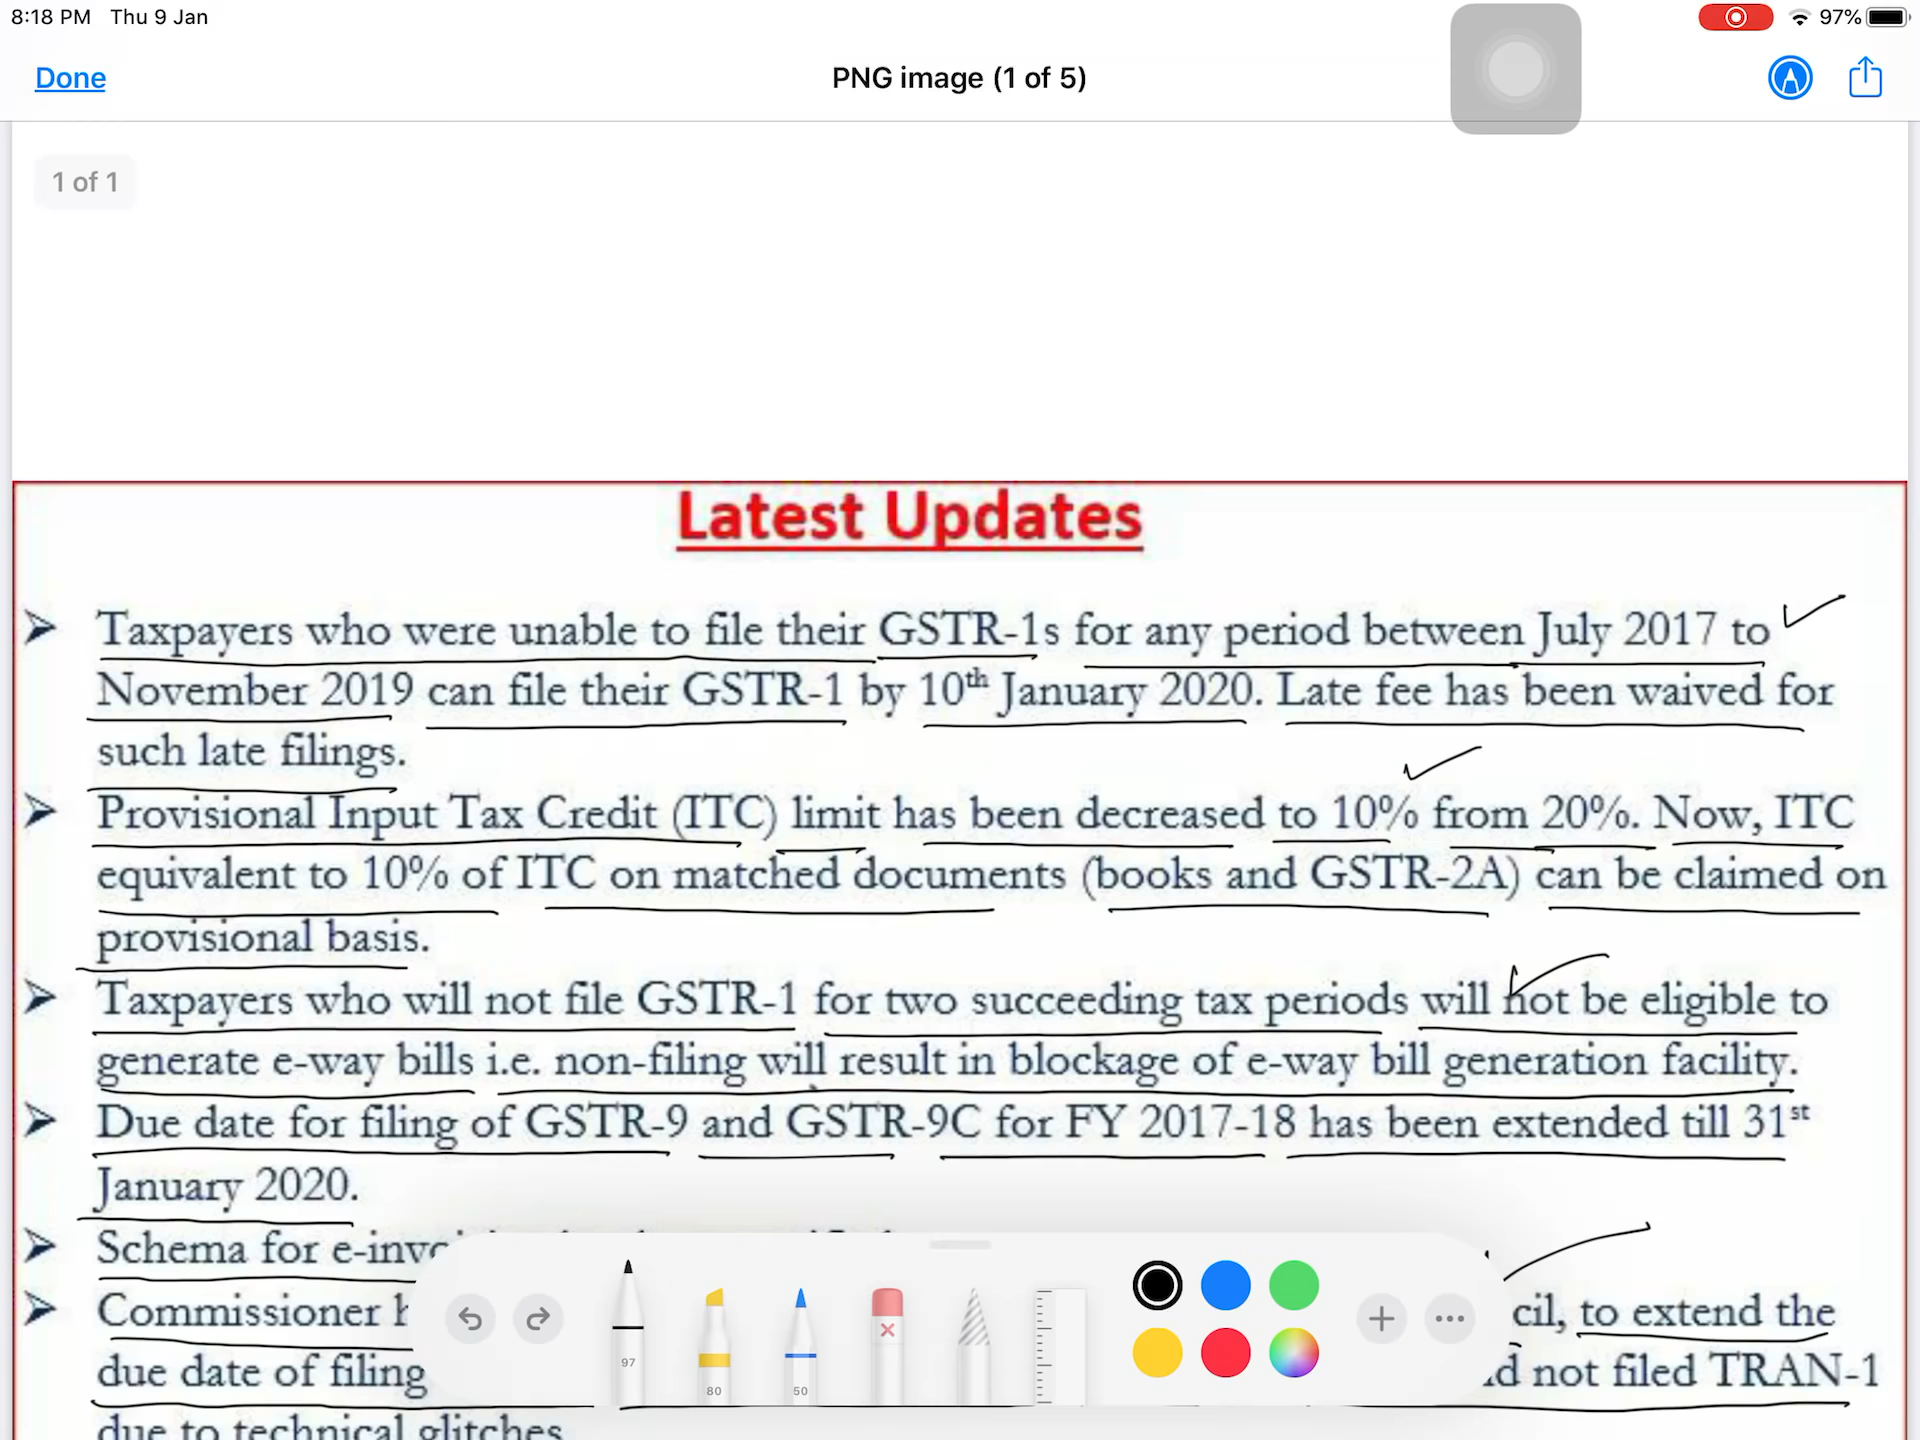 8:18 PM Thu 9 Jan
97%
Done
PNG image (1 of 5)
1 of 1
Latest Updates
➤ Taxpayers who were unable to file their GSTR-1s for any period between July 2017 to
November 2019 can file their GSTR-1 by 10th January 2020. Late fee has been waived for
such late filings.
➤ Provisional Input Tax Credit (ITC) limit has been decreased to 10% from 20%. Now, ITC
equivalent to 10% of ITC on matched documents (books and GSTR-2A) can be claimed on
provisional basis.
➤ Taxpayers who will not file GSTR-1 for two succeeding tax periods will not be eligible to
generate e-way bills i.e. non-filing will result in blockage of e-way bill generation facility.
➤ Due date for filing of GSTR-9 and GSTR-9C for FY 2017-18 has been extended till 31st
January 2020.
➤ Schema for
➤ Commissioner to extend the
due date of filing not filed TRAN-1
due to technical glitches
97
80
50